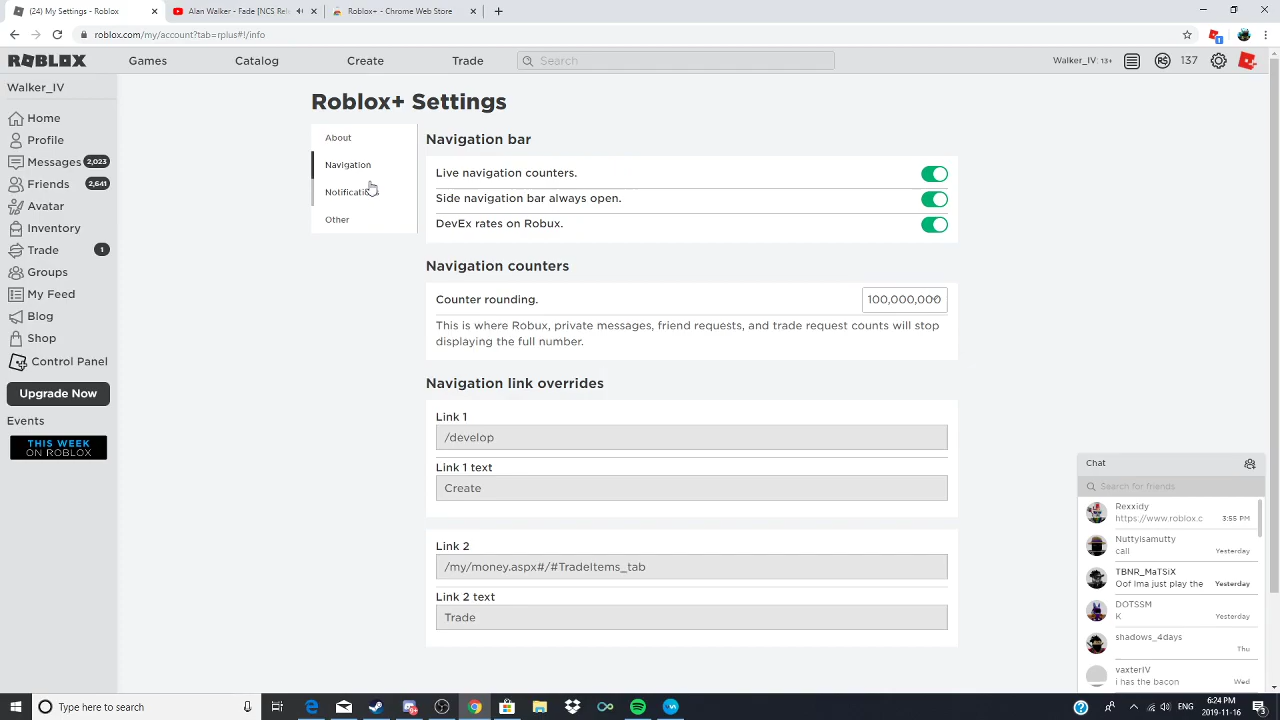 (24) My Settings - Roblox
Alan Walker - Fade [NCS Rele
Roblox+ - Chrome Web Store
roblox.com/my/account?tab=rplus#!/info
ROBLOX
Games
Catalog
Create
Trade
Search
Walker_IV: 13+
137
Walker_IV
Home
Profile
Messages 2,023
Friends 2,641
Avatar
Inventory
Trade 1
Groups
My Feed
Blog
Shop
Control Panel
Upgrade Now
Events
THIS WEEK
ON ROBLOX
Roblox+ Settings
About
Navigation
Notifications
Other
Navigation bar
Live navigation counters.
Side navigation bar always open.
DevEx rates on Robux.
Navigation counters
Counter rounding.
100,000,000
This is where Robux, private messages, friend requests, and trade request counts will stop
displaying the full number.
Navigation link overrides
Link 1
/develop
Link 1 text
Create
Link 2
/my/money.aspx#/#TradeItems_tab
Link 2 text
Trade
Chat
Search for friends
Rexxidy
https://www.roblox.c 3:55 PM
Nuttyisamutty
call Yesterday
TBNR_MaTSiX
Oof Ima just play the Yesterday
DOTSSM
K Yesterday
shadows_4days
Thu
vaxterIV
i has the bacon Wed
Type here to search
ENG
6:24 PM
2019-11-16